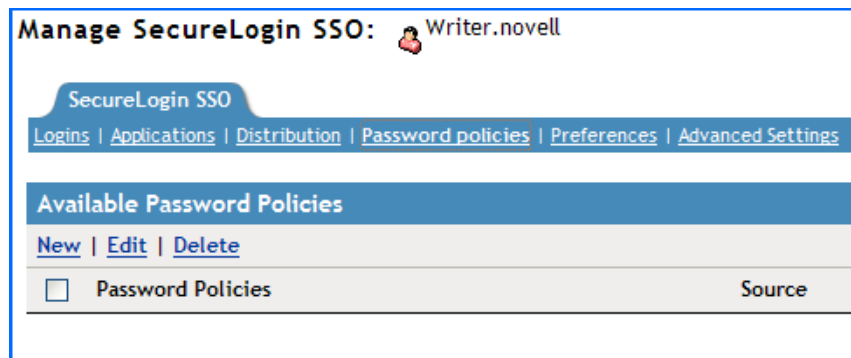 Manage SecureLogin SSO: Writer.novell
SecureLogin SSO
Logins | Applications | Distribution | Password policies | Preferences | Advanced Settings
Available Password Policies
New | Edit | Delete
Password Policies Source